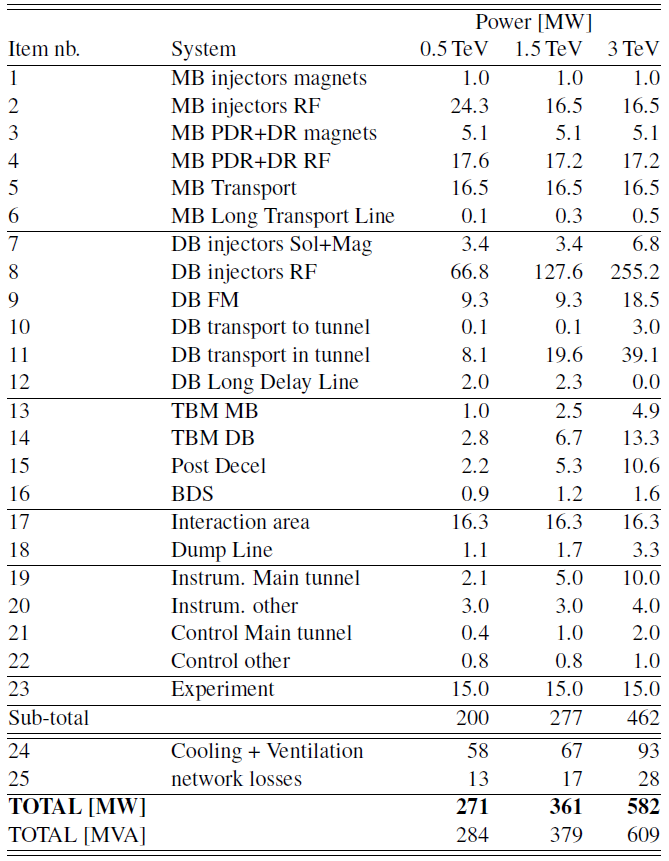 Power [MW]
Item nb. System 0.5 TeV 1.5 TeV 3 TeV
1 MB injectors magnets 1.0 1.0 1.0
2 MB injectors RF 24.3 16.5 16.5
3 MB PDR+DR magnets 5.1 5.1 5.1
4 MB PDR+DR RF 17.6 17.2 17.2
5 MB Transport 16.5 16.5 16.5
6 MB Long Transport Line 0.1 0.3 0.5
7 DB injectors Sol+Mag 3.4 3.4 6.8
8 DB injectors RF 66.8 127.6 255.2
9 DB FM 9.3 9.3 18.5
10 DB transport to tunnel 0.1 0.1 3.0
11 DB transport in tunnel 8.1 19.6 39.1
12 DB Long Delay Line 2.0 2.3 0.0
13 TBM MB 1.0 2.5 4.9
14 TBM DB 2.8 6.7 13.3
15 Post Decel 2.2 5.3 10.6
16 BDS 0.9 1.2 1.6
17 Interaction area 16.3 16.3 16.3
18 Dump Line 1.1 1.7 3.3
19 Instrum. Main tunnel 2.1 5.0 10.0
20 Instrum. other 3.0 3.0 4.0
21 Control Main tunnel 0.4 1.0 2.0
22 Control other 0.8 0.8 1.0
23 Experiment 15.0 15.0 15.0
Sub-total 200 277 462
24 Cooling + Ventilation 58 67 93
25 network losses 13 17 28
TOTAL [MW] 271 361 582
TOTAL [MVA] 284 379 609